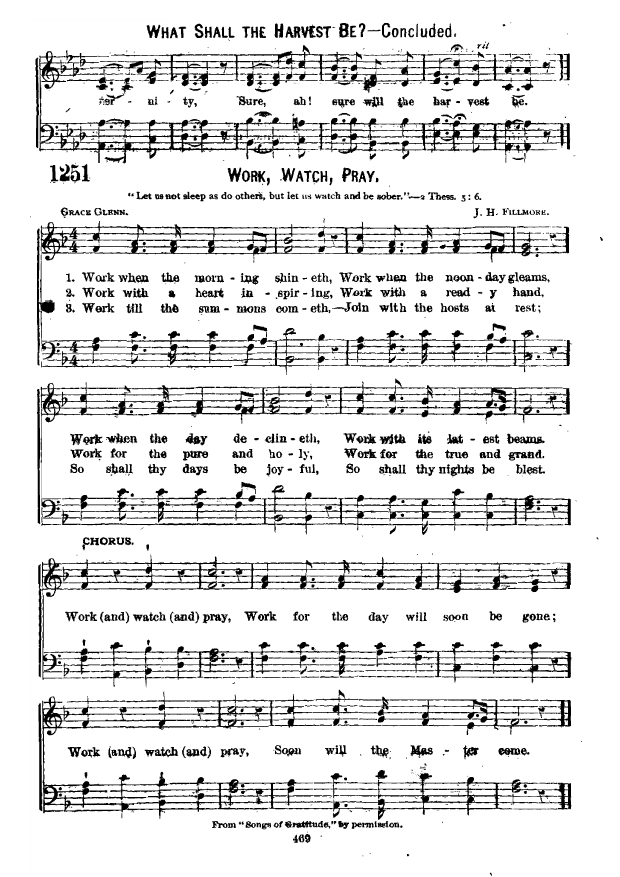 WHAT SHALL THE HARVEST BE?—Concluded.
rit
ter - ni - ty, Sure, ah! sure will the har - vest be.
1251
WORK, WATCH, PRAY.
"Let us not sleep as do others, but let us watch and be sober."—2 Thess. 5 : 6.
GRACE GLENN. J. H. FILLMORE.
1. Work when the morn - ing shin - eth, Work when the noon - day gleams,
2. Work with a heart in - spir - ing, Work with a read - y hand,
3. Work till the sum - mons com - eth,—Join with the hosts at rest;
Work when the day de - clin - eth, Work with its lat - est beams.
Work for the pure and ho - ly, Work for the true and grand.
So shall thy days be joy - ful, So shall thy nights be blest.
CHORUS.
Work (and) watch (and) pray, Work for the day will soon be gone;
Work (and) watch (and) pray, Soon will the Mas - ter come.
From "Songs of Gratitude," by permission.
469